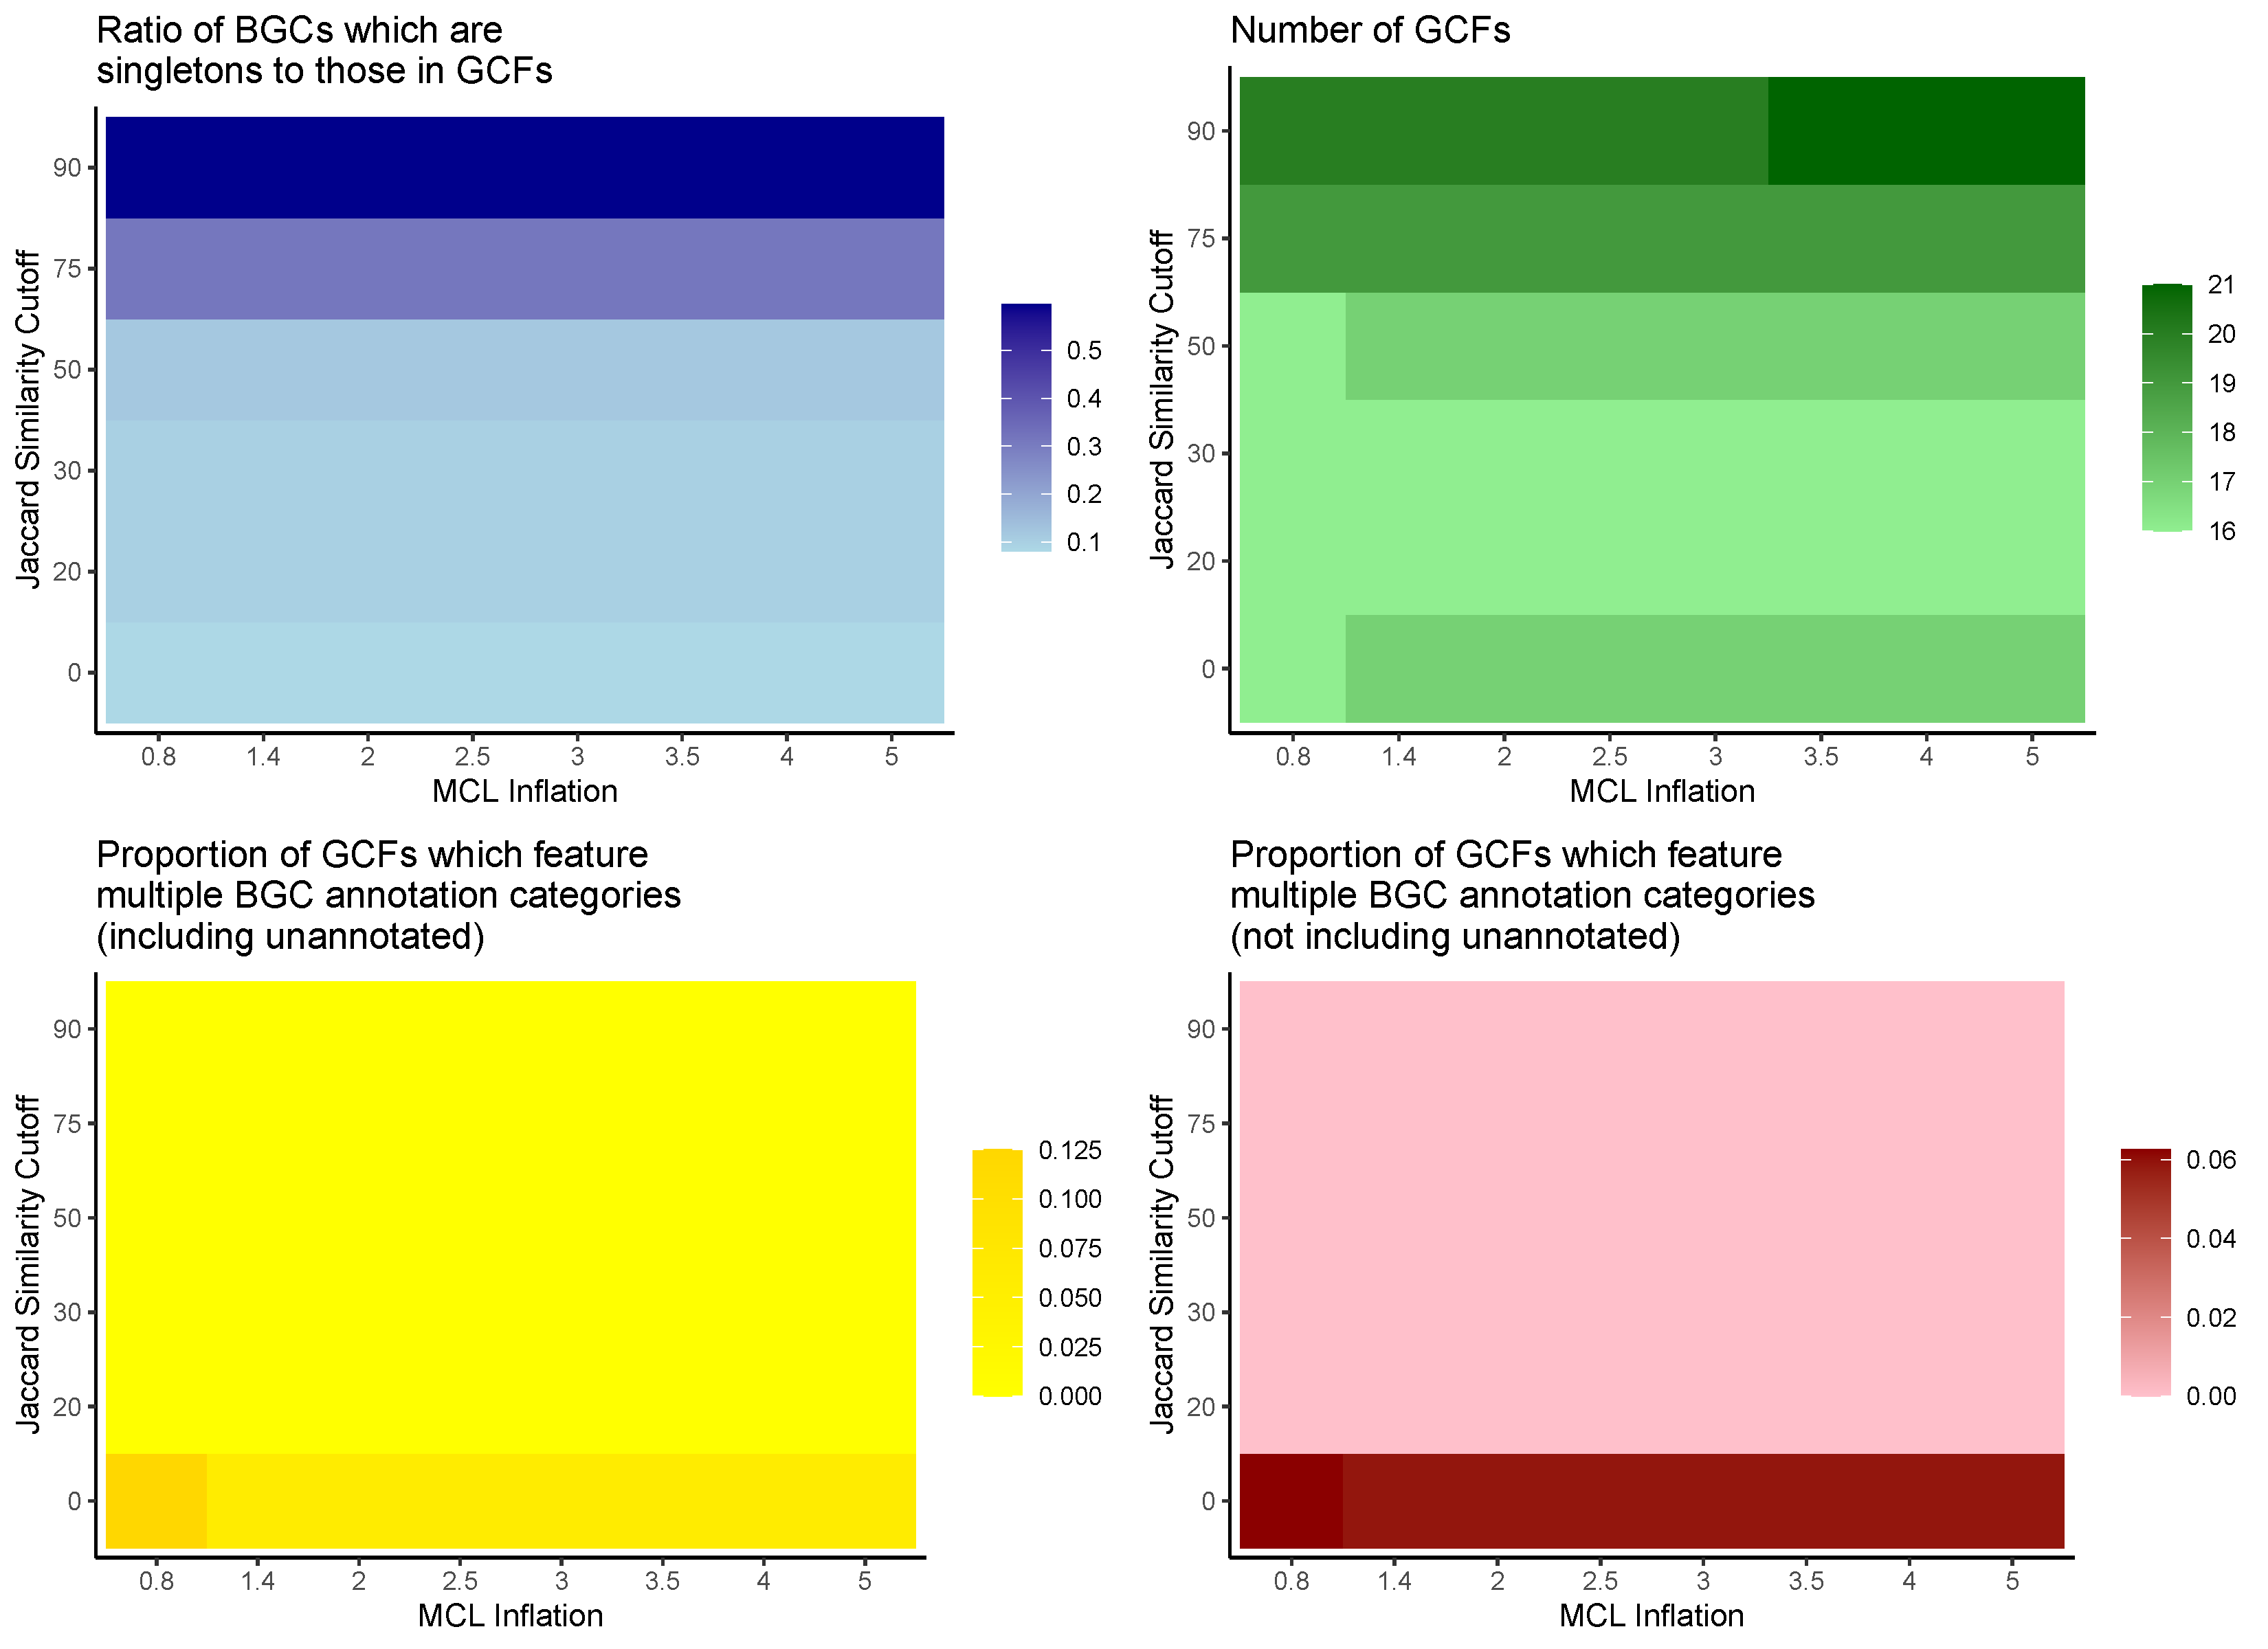 Ratio of BGCs which are
singletons to those in GCFs
Jaccard Similarity Cutoff
90
75
50
30
20
0
0.8 1.4 2 2.5 3 3.5 4 5
MCL Inflation
0.5
0.4
0.3
0.2
0.1
Number of GCFs
Jaccard Similarity Cutoff
90
75
50
30
20
0
0.8 1.4 2 2.5 3 3.5 4 5
MCL Inflation
21
20
19
18
17
16
Proportion of GCFs which feature
multiple BGC annotation categories
(including unannotated)
Jaccard Similarity Cutoff
90
75
50
30
20
0
0.8 1.4 2 2.5 3 3.5 4 5
MCL Inflation
0.125
0.100
0.075
0.050
0.025
0.000
Proportion of GCFs which feature
multiple BGC annotation categories
(not including unannotated)
Jaccard Similarity Cutoff
90
75
50
30
20
0
0.8 1.4 2 2.5 3 3.5 4 5
MCL Inflation
0.06
0.04
0.02
0.00